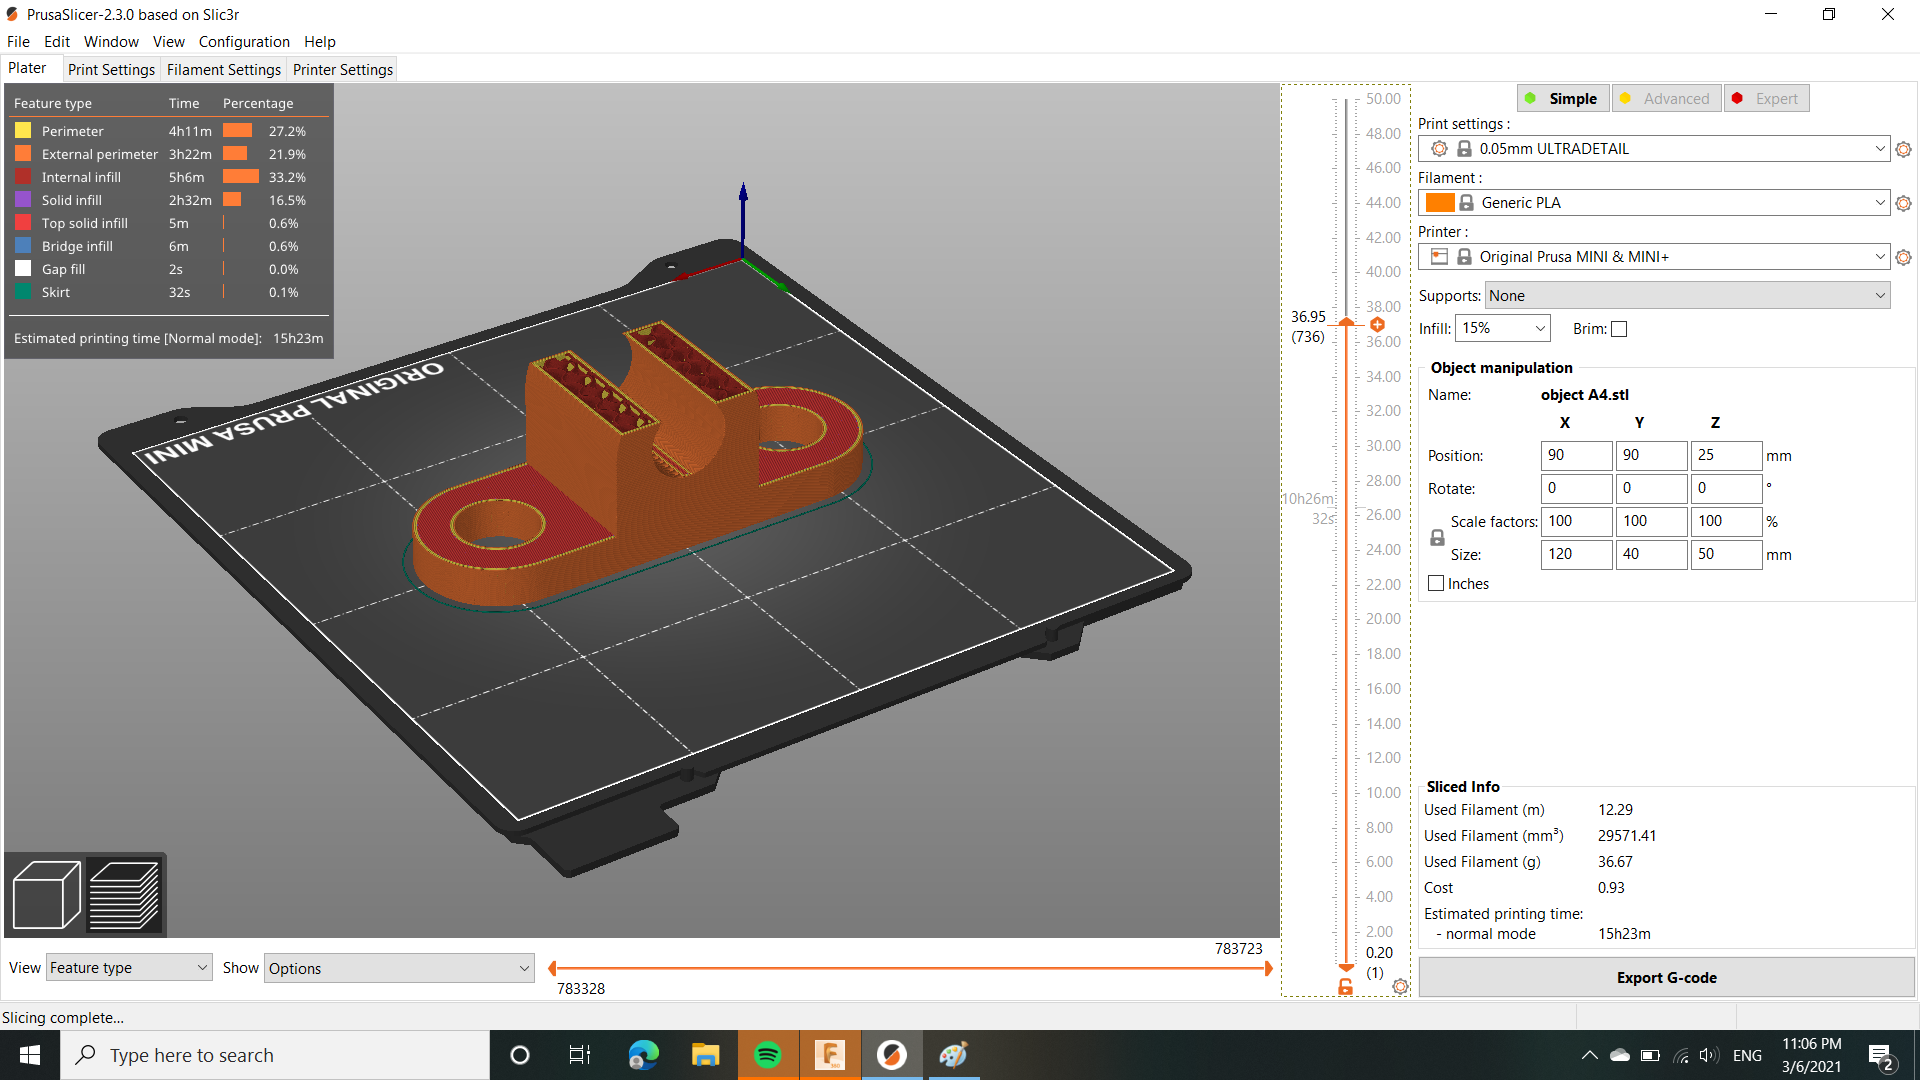 PrusaSlicer-2.3.0 based on Slic3r
File Edit Window View Configuration Help
Plater Print Settings Filament Settings Printer Settings
Feature type Time Percentage
Perimeter 4h11m 27.2%
External perimeter 3h22m 21.9%
Internal infill 5h6m 33.2%
Solid infill 2h32m 16.5%
Top solid infill 5m 0.6%
Bridge infill 6m 0.6%
Gap fill 2s 0.0%
Skirt 32s 0.1%
Estimated printing time [Normal mode]: 15h23m
ORIGINAL PRUSA MINI
View Feature type Show Options
783723
783328
50.00
48.00
46.00
44.00
42.00
40.00
38.00
36.95
(736)
36.00
34.00
32.00
30.00
28.00
10h26m
32s
26.00
24.00
22.00
20.00
18.00
16.00
14.00
12.00
10.00
8.00
6.00
4.00
2.00
0.20
(1)
Simple Advanced Expert
Print settings :
0.05mm ULTRADETAIL
Filament :
Generic PLA
Printer :
Original Prusa MINI & MINI+
Supports: None
Infill: 15% Brim:
Object manipulation
Name: object A4.stl
X Y Z
Position: 90 90 25 mm
Rotate: 0 0 0 °
Scale factors: 100 100 100 %
Size: 120 40 50 mm
Inches
Sliced Info
Used Filament (m) 12.29
Used Filament (mm³) 29571.41
Used Filament (g) 36.67
Cost 0.93
Estimated printing time:
- normal mode 15h23m
Export G-code
Slicing complete...
Type here to search
ENG
11:06 PM
3/6/2021
2